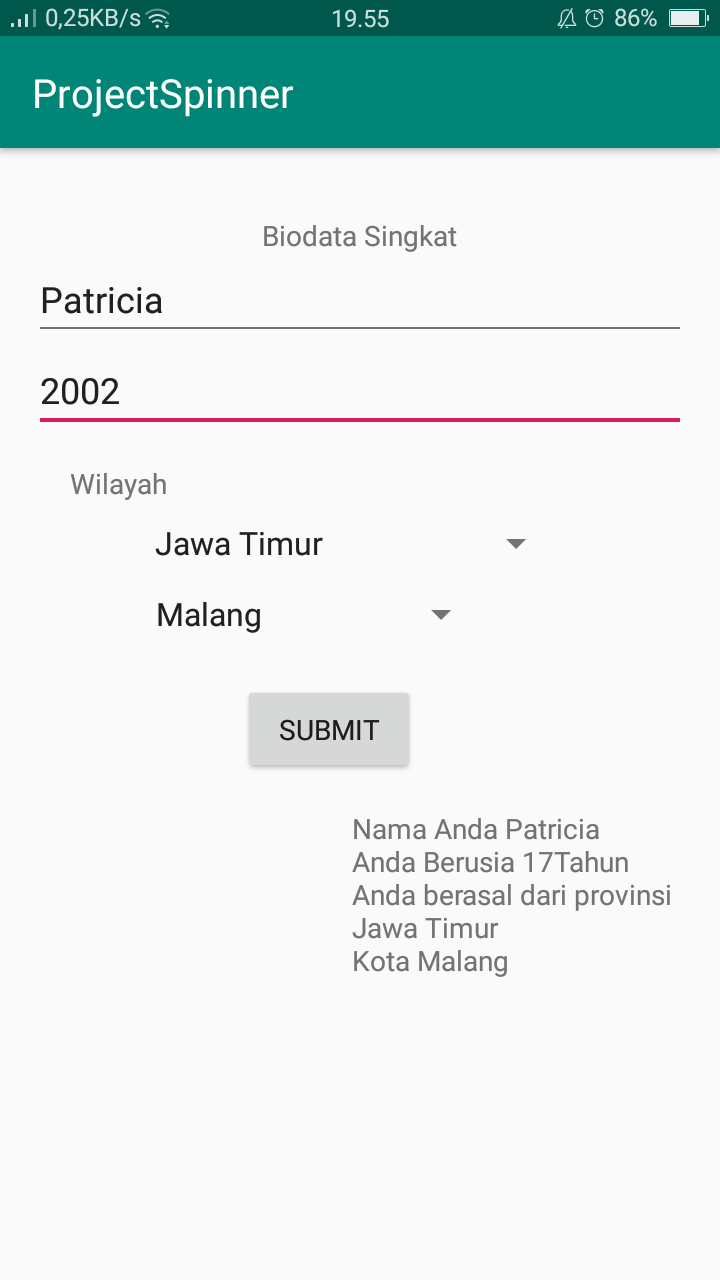 0,25KB/s 19.55 86%
ProjectSpinner
Biodata Singkat
Patricia
2002
Wilayah
Jawa Timur
Malang
SUBMIT
Nama Anda Patricia
Anda Berusia 17Tahun
Anda berasal dari provinsi
Jawa Timur
Kota Malang